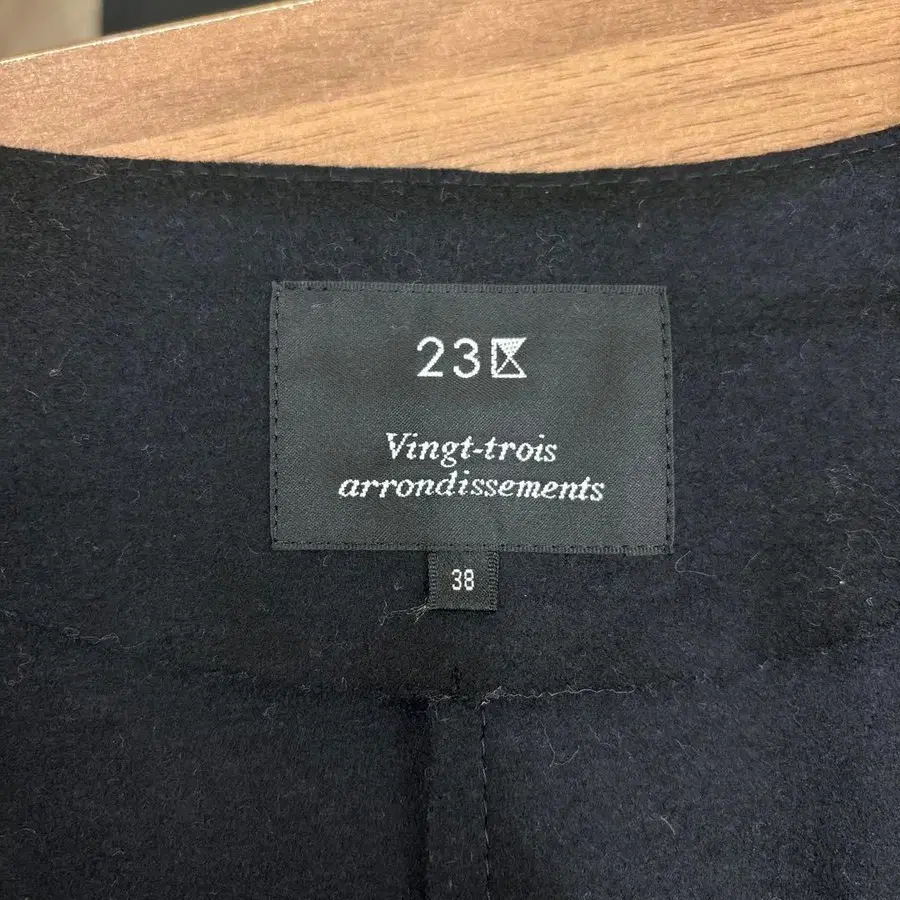 23区
Vingt-trois
arrondissements
38